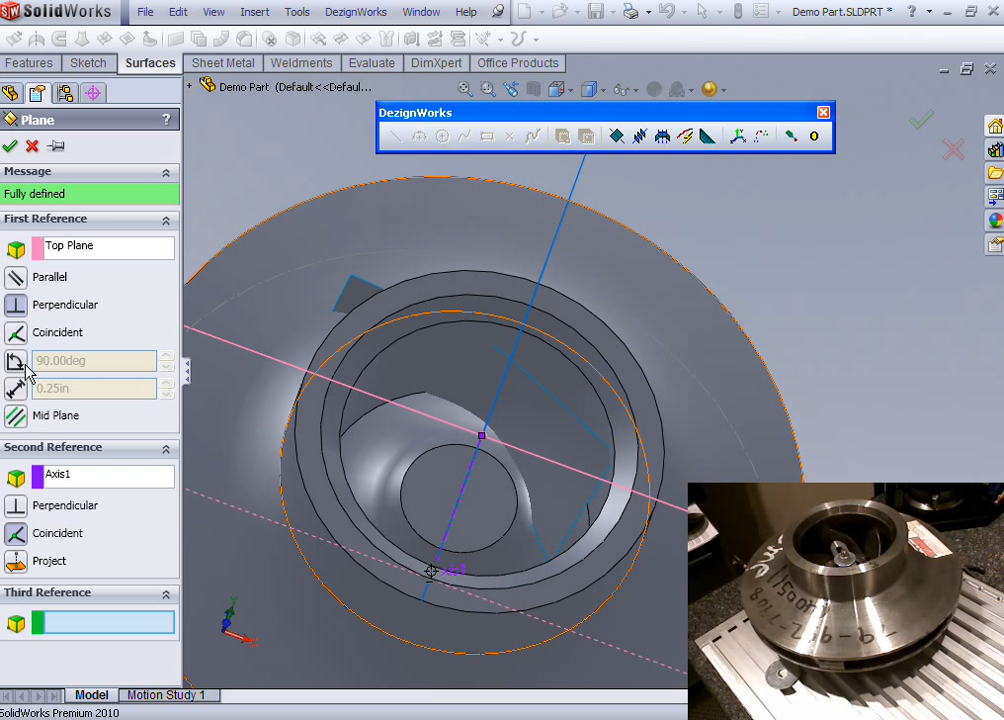 SolidWorks File Edit View Insert Tools DezignWorks Window Help Demo Part.SLDPRT *
Features Sketch Surfaces Sheet Metal Weldments Evaluate DimXpert Office Products
Demo Part (Default<<Defaul...
DezignWorks
Plane ?
Message
Fully defined
First Reference
Top Plane
Parallel
Perpendicular
Coincident
90.00deg
0.25in
Mid Plane
Second Reference
Axis1
Perpendicular
Coincident
Project
Third Reference
Model Motion Study 1
SolidWorks Premium 2010